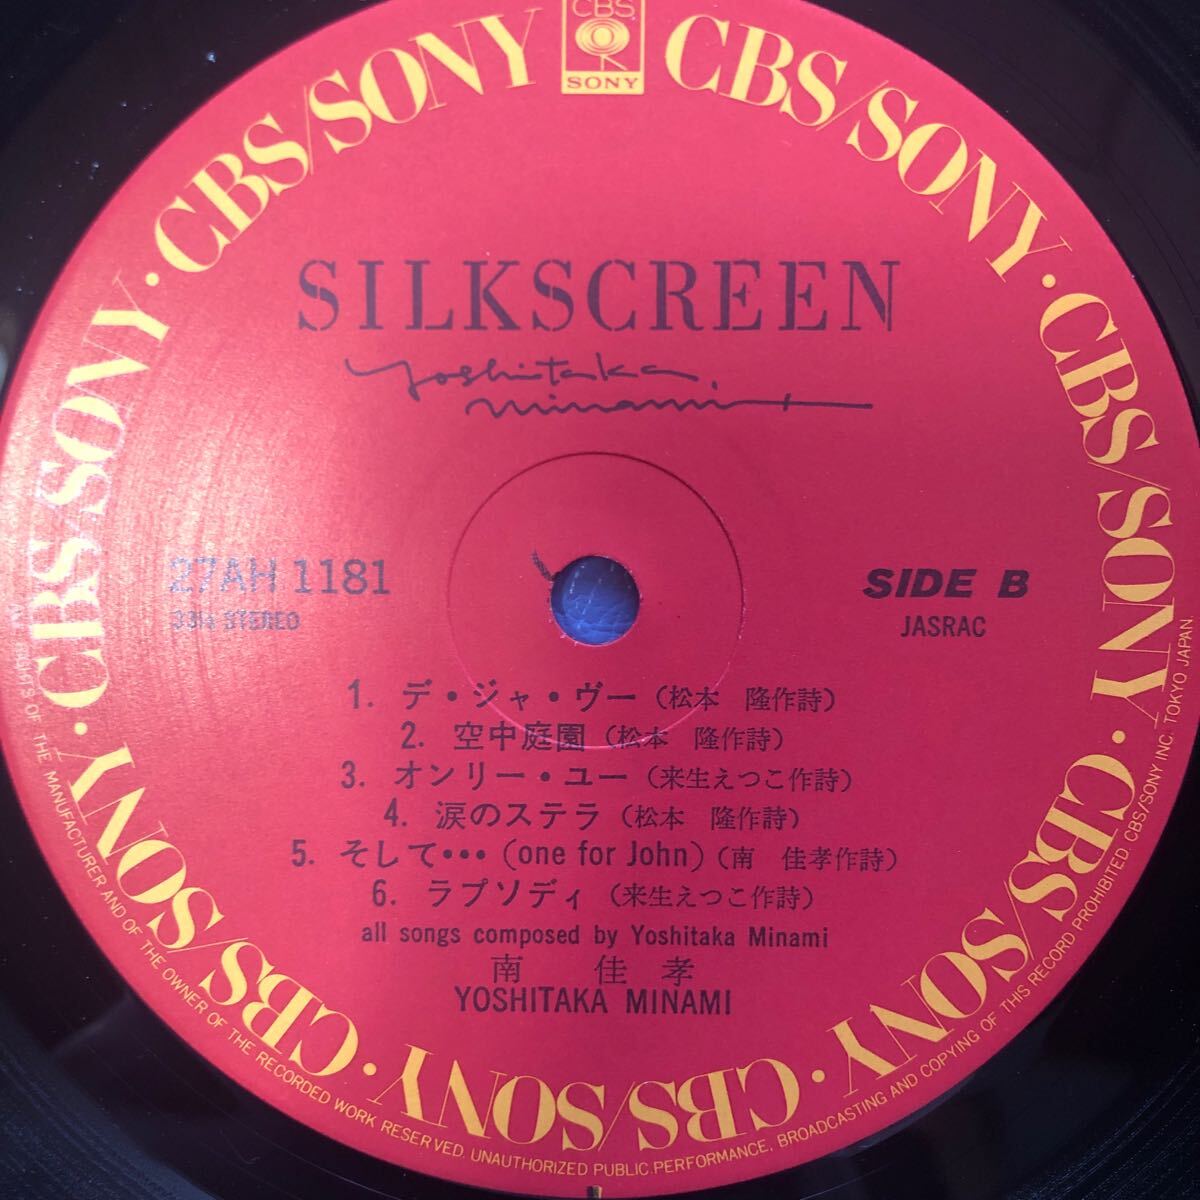 CBS
SONY
CBS/SONY · CBS/SONY · CBS/SONY · CBS/SONY · CBS/SONY · CBS/SONY · CBS/SONY · CBS/SONY
SILKSCREEN
Yoshitaka
Minami
27AH 1181
33⅓ STEREO
SIDE B
JASRAC
1. デ・ジャ・ヴー (松本 隆作詩)
2. 空中庭園 (松本 隆作詩)
3. オンリー・ユー (来生えつこ作詩)
4. 涙のステラ (松本 隆作詩)
5. そして… (one for John) (南 佳孝作詩)
6. ラプソディ (来生えつこ作詩)
all songs composed by Yoshitaka Minami
南 佳孝
YOSHITAKA MINAMI
RIGHTS OF THE MANUFACTURER AND OF THE OWNER OF THE RECORDED WORK RESERVED. UNAUTHORIZED PUBLIC PERFORMANCE, BROADCASTING AND COPYING OF THIS RECORD PROHIBITED. CBS/SONY INC. TOKYO JAPAN.